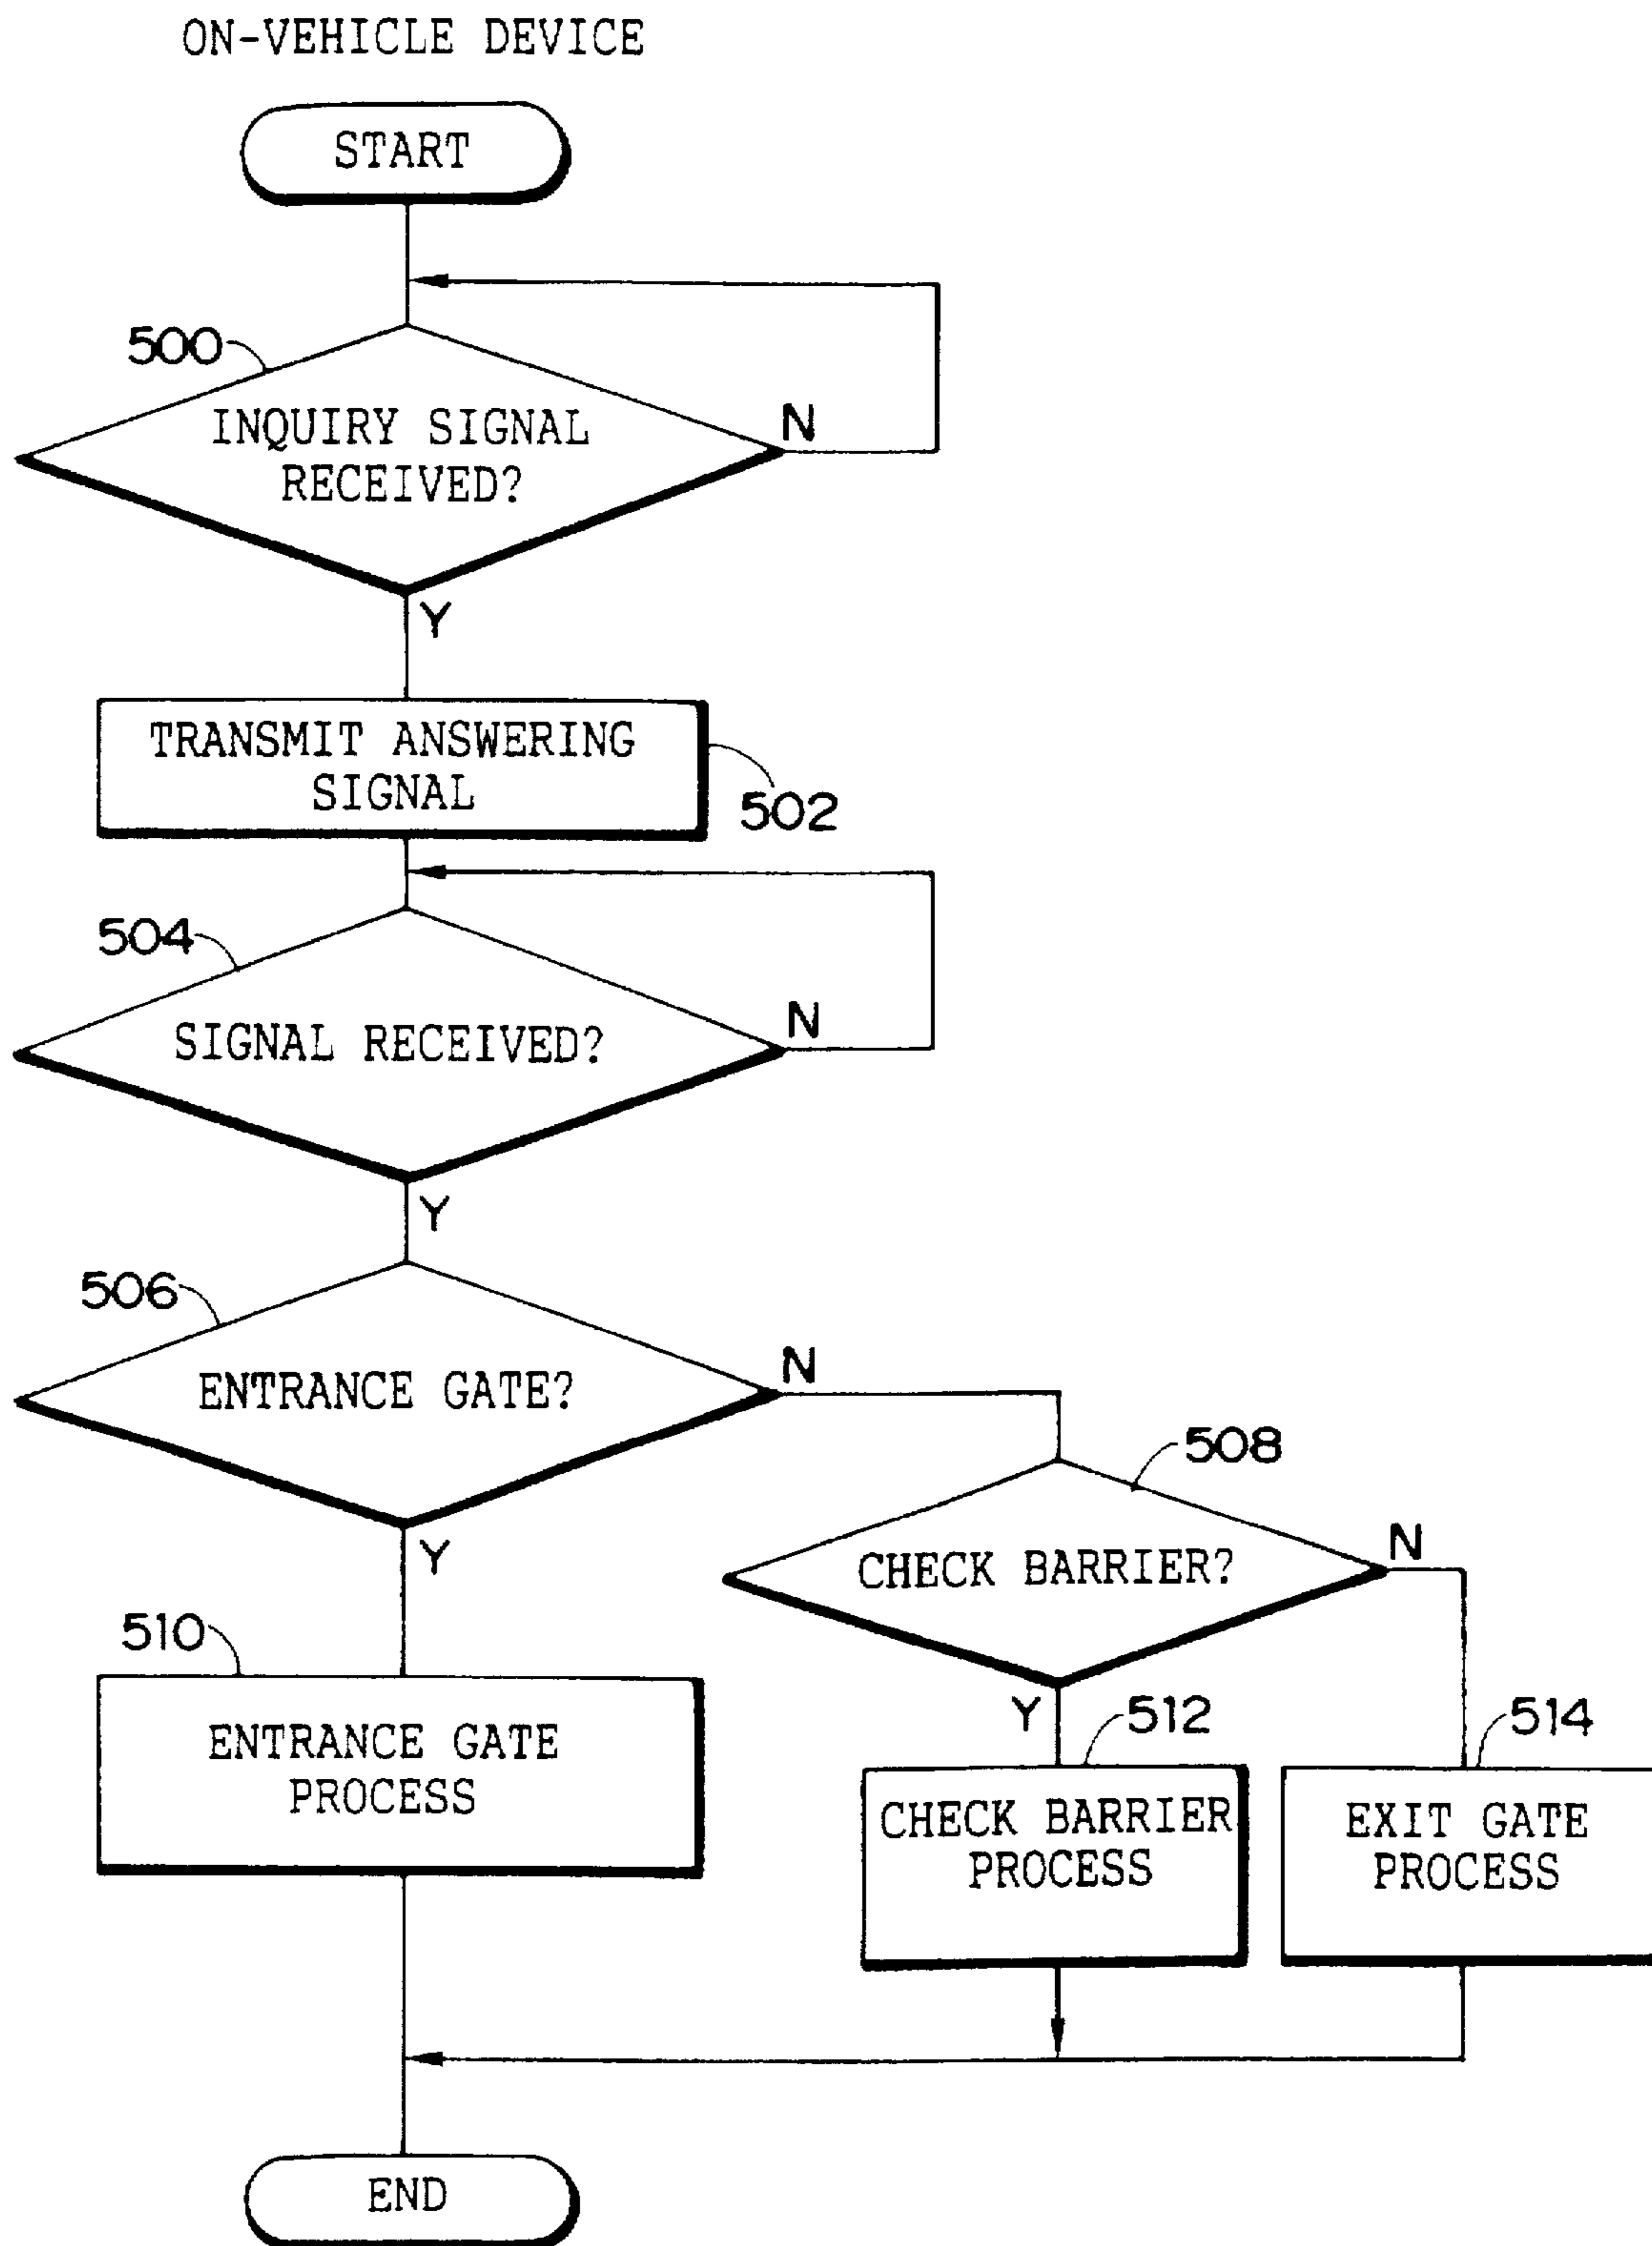 ON-VEHICLE DEVICE
START
500
INQUIRY SIGNAL
RECEIVED?
N
Y
TRANSMIT ANSWERING
SIGNAL
502
504
SIGNAL RECEIVED?
N
Y
506
ENTRANCE GATE?
N
Y
508
CHECK BARRIER?
N
Y
510
ENTRANCE GATE
PROCESS
512
CHECK BARRIER
PROCESS
514
EXIT GATE
PROCESS
END